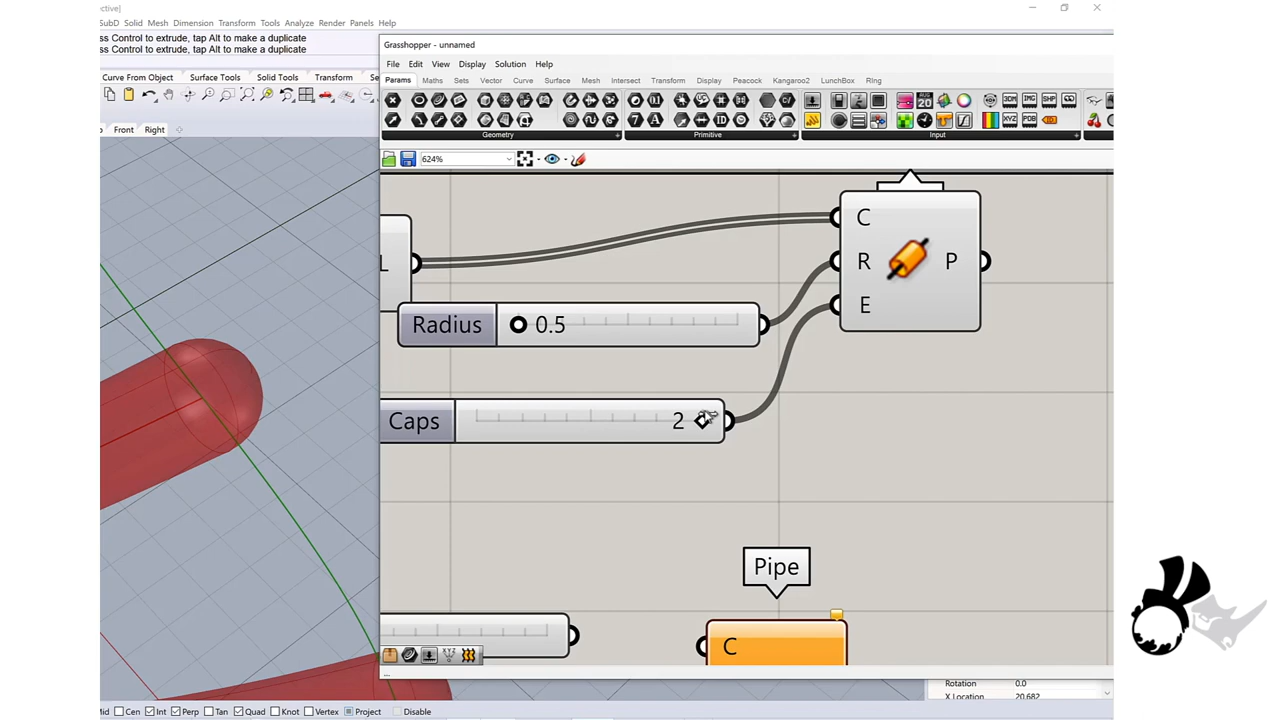 ective]
SubD Solid Mesh Dimension Transform Tools Analyze Render Panels Help
ss Control to extrude, tap Alt to make a duplicate
ss Control to extrude, tap Alt to make a duplicate
Curve From Object Surface Tools Solid Tools Transform Se
Front Right
Grasshopper - unnamed
File Edit View Display Solution Help
Params Maths Sets Vector Curve Surface Mesh Intersect Transform Display Peacock Kangaroo2 LunchBox RIng
Geometry Primitive Input
624%
C
R P
E
L
Radius 0.5
Caps 2
Pipe
C
...
Rotation 0.0
X Location 20.682
Mid Cen Int Perp Tan Quad Knot Vertex Project Disable